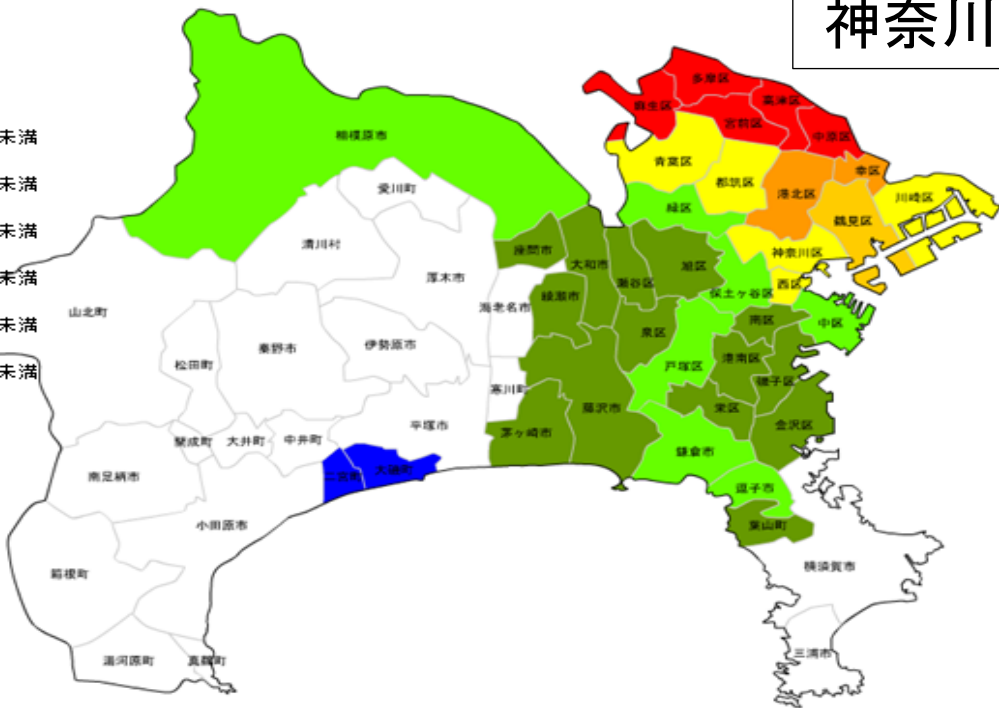 神奈川
未満
未満
未満
未満
未満
未満
多摩区
麻生区
高津区
宮前区
中原区
相模原市
青葉区
幸区
愛川町
都筑区
港北区
川崎区
緑区
鶴見区
清川村
座間市
神奈川区
大和市
旭区
厚木市
瀬谷区
西区
綾瀬市
保土ヶ谷区
海老名市
山北町
南区
中区
泉区
秦野市
伊勢原市
港南区
松田町
戸塚区
磯子区
寒川町
藤沢市
栄区
平塚市
金沢区
茅ヶ崎市
開成町
大井町
中井町
鎌倉市
大磯町
二宮町
南足柄市
逗子市
小田原市
葉山町
横須賀市
箱根町
三浦市
湯河原町
真鶴町